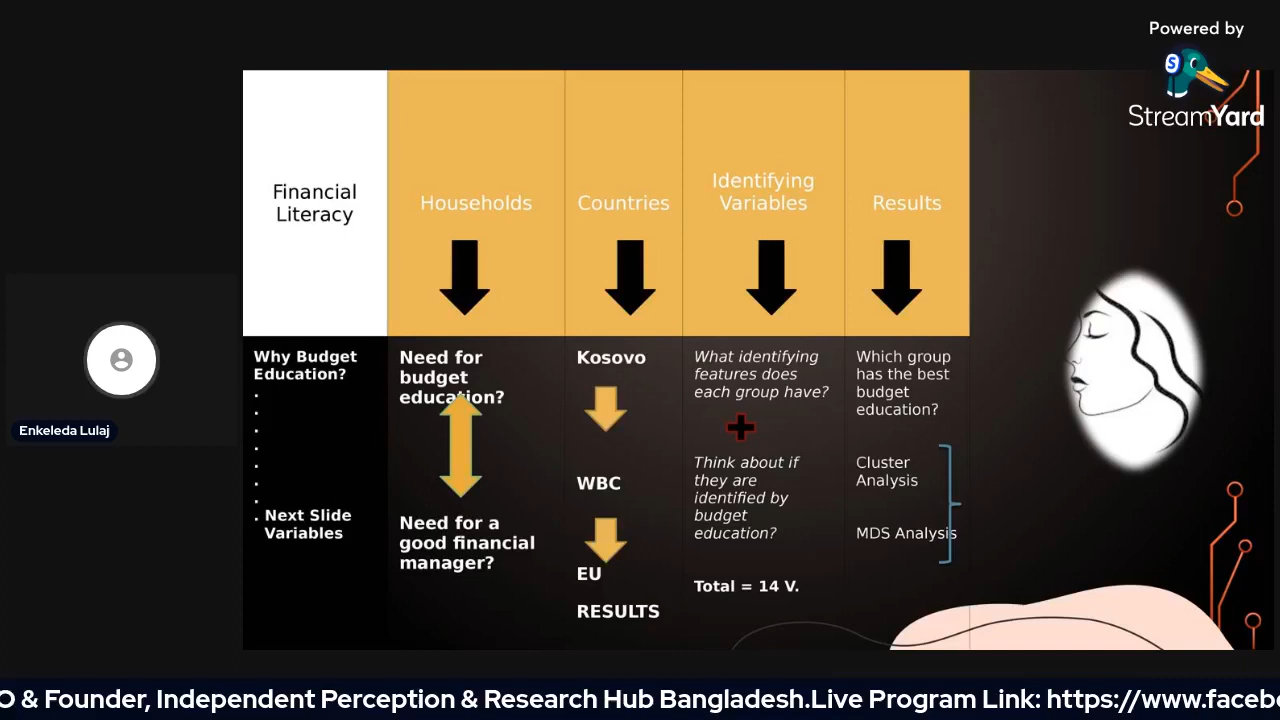 Powered by
S
StreamYard
Financial
Literacy
Households
Countries
Identifying
Variables
Results
Why Budget
Education?
.
.
.
.
.
.
.
. Next Slide
Variables
Need for
budget
education?
Need for a
good financial
manager?
Kosovo
WBC
EU
RESULTS
What identifying
features does
each group have?
Think about if
they are
identified by
budget
education?
Total = 14 V.
Which group
has the best
budget
education?
Cluster
Analysis
MDS Analysis
Enkeleda Lulaj
O & Founder, Independent Perception & Research Hub Bangladesh.Live Program Link: https://www.faceb